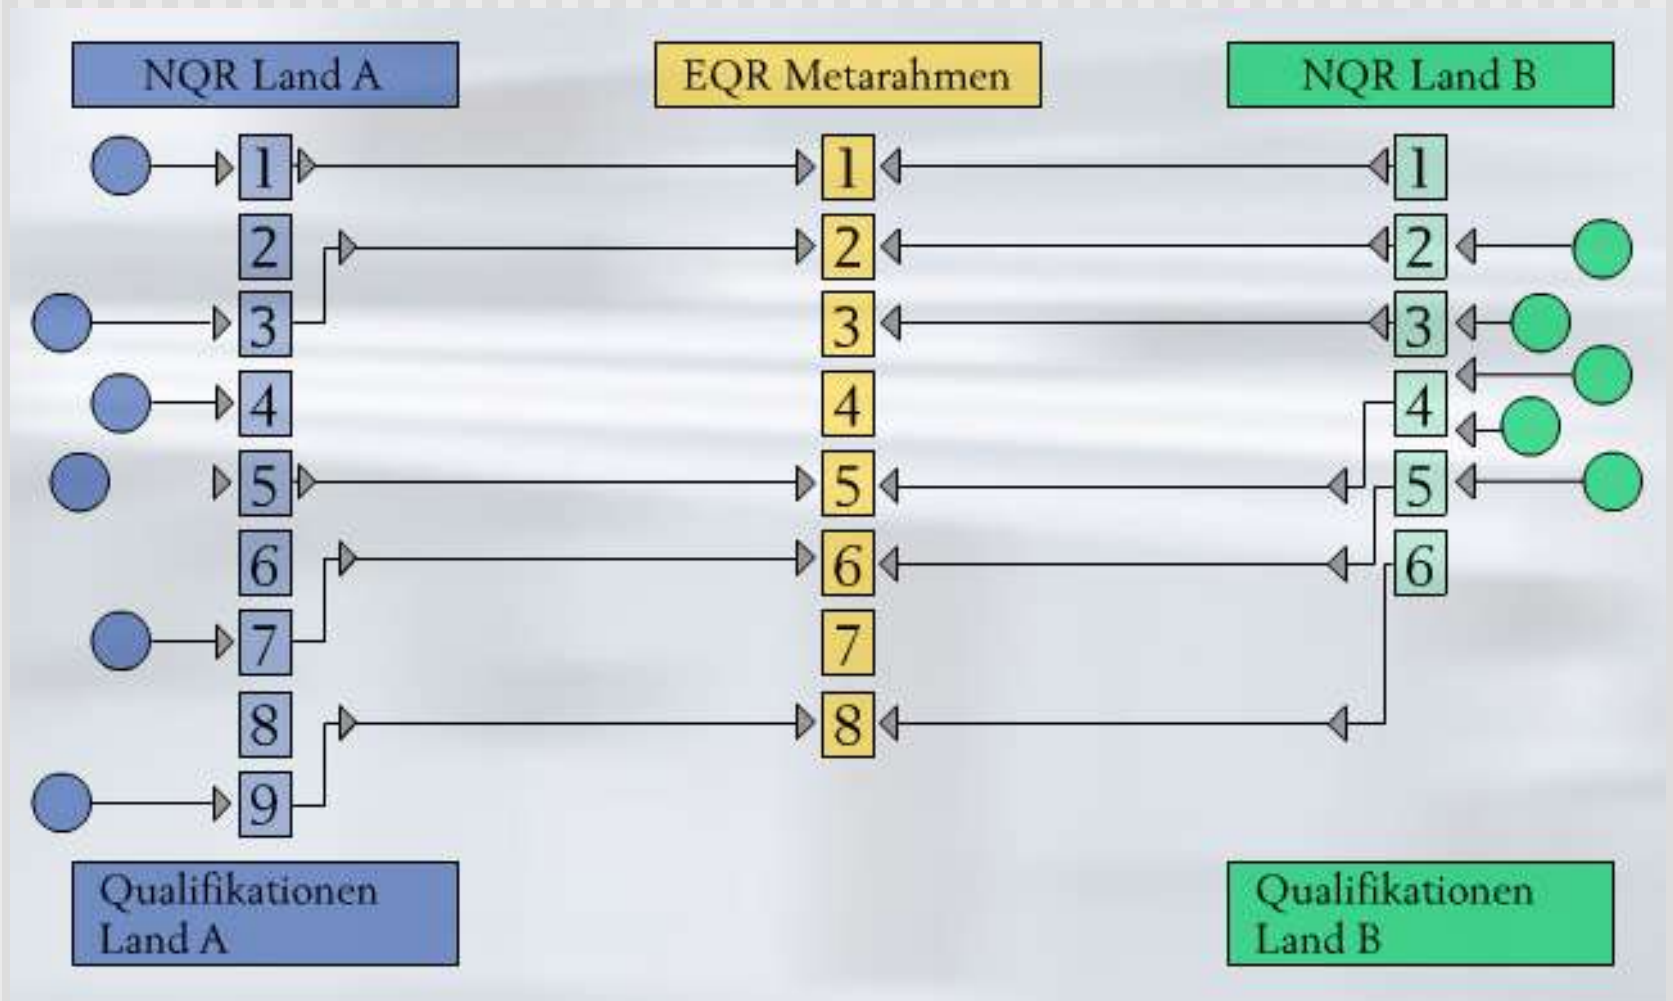 NQR Land A
EQR Metarahmen
NQR Land B
1 1 1
2 2 2
3 3 3
4 4 4
5 5 5
6 6 6
7 7
8 8
9
Qualifikationen
Land A
Qualifikationen
Land B